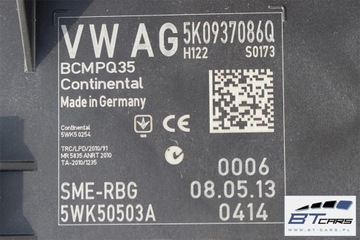 VW AG 5K0937086Q
H122 S0173
BCMPQ35
Continental
Made in Germany
Continental
5WK50254
TRC/LPD/2010/91
MR 5835 ANRT 2010
TA-2010/1235
0006
SME-RBG 08.05.13
5WK50503A 0414
BTCARS
WWW.BT-CARS.PL